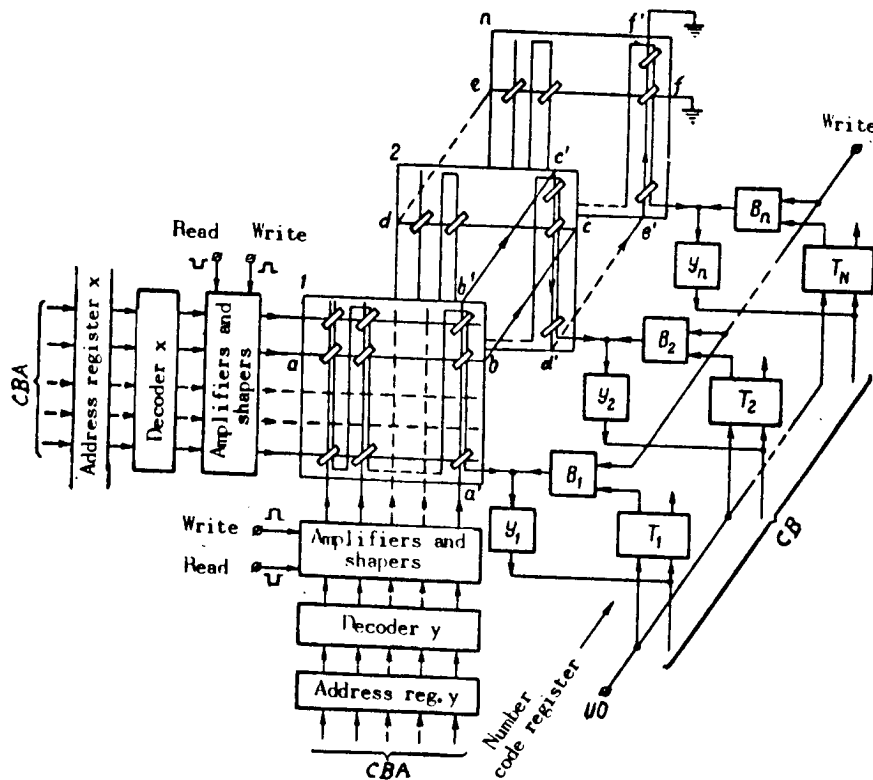 n
f'
e
f
Write
2
c'
d
c
e'
B_n
y_n
T_N
Read
Write
1
b'
a
b
d'
B_2
y_2
T_2
CBA
Address register x
Decoder x
Amplifiers and
shapers
a'
B_1
y_1
T_1
CB
Write
Read
Amplifiers and
shapers
Decoder y
Address reg. y
CBA
Number
code register